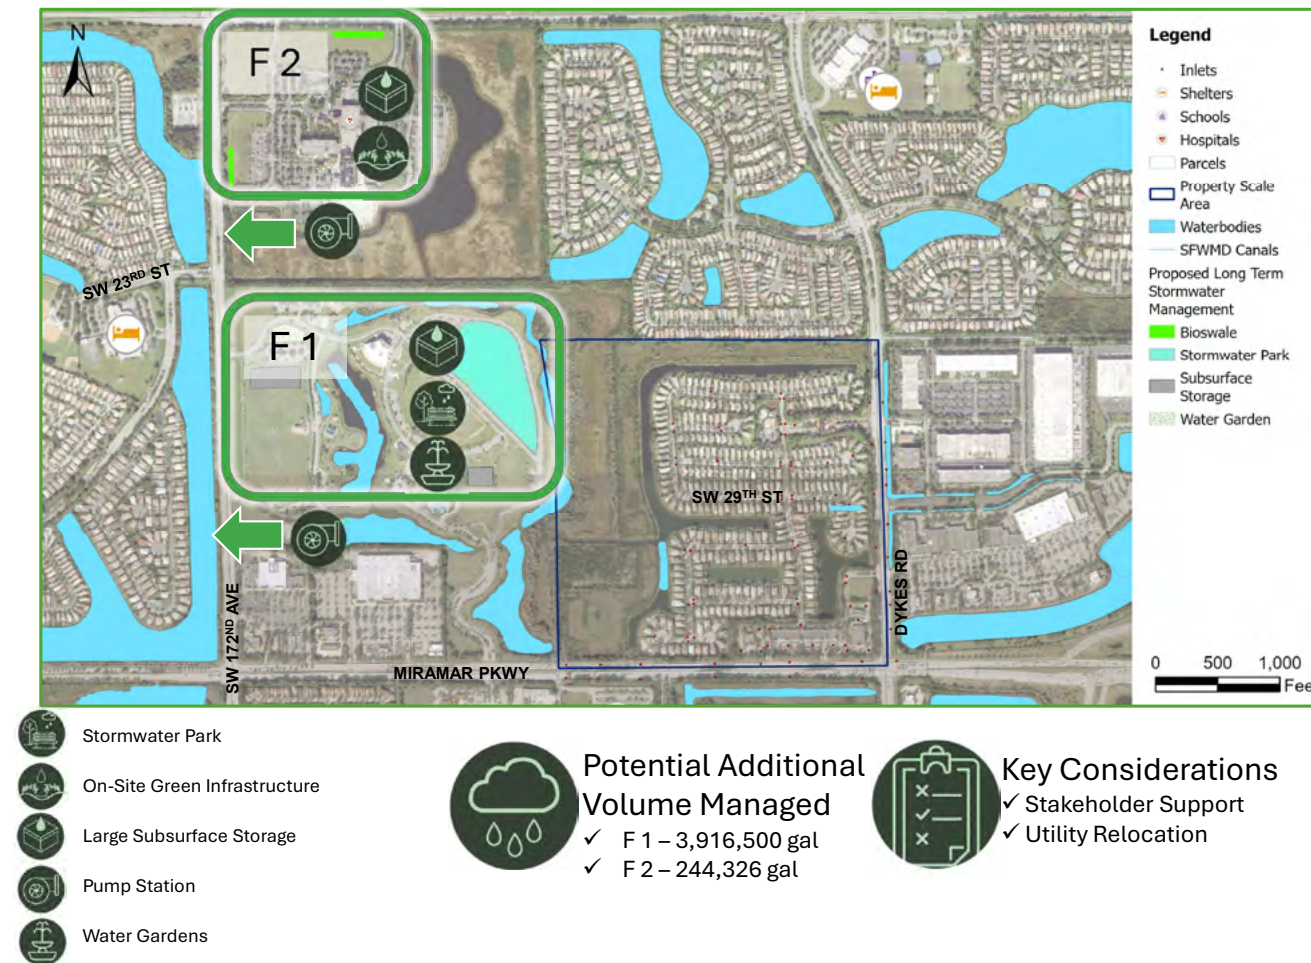 N
F 2
F 1
SW 23RD ST
SW 29TH ST
SW 172ND AVE
DYKES RD
MIRAMAR PKWY
Legend
Inlets
Shelters
Schools
Hospitals
Parcels
Property Scale
Area
Waterbodies
SFWMD Canals
Proposed Long Term
Stormwater
Management
Bioswale
Stormwater Park
Subsurface
Storage
Water Garden
0 500 1,000
Fee
Stormwater Park
On-Site Green Infrastructure
Large Subsurface Storage
Pump Station
Water Gardens
Potential Additional
Volume Managed
✓ F 1 – 3,916,500 gal
✓ F 2 – 244,326 gal
Key Considerations
✓ Stakeholder Support
✓ Utility Relocation